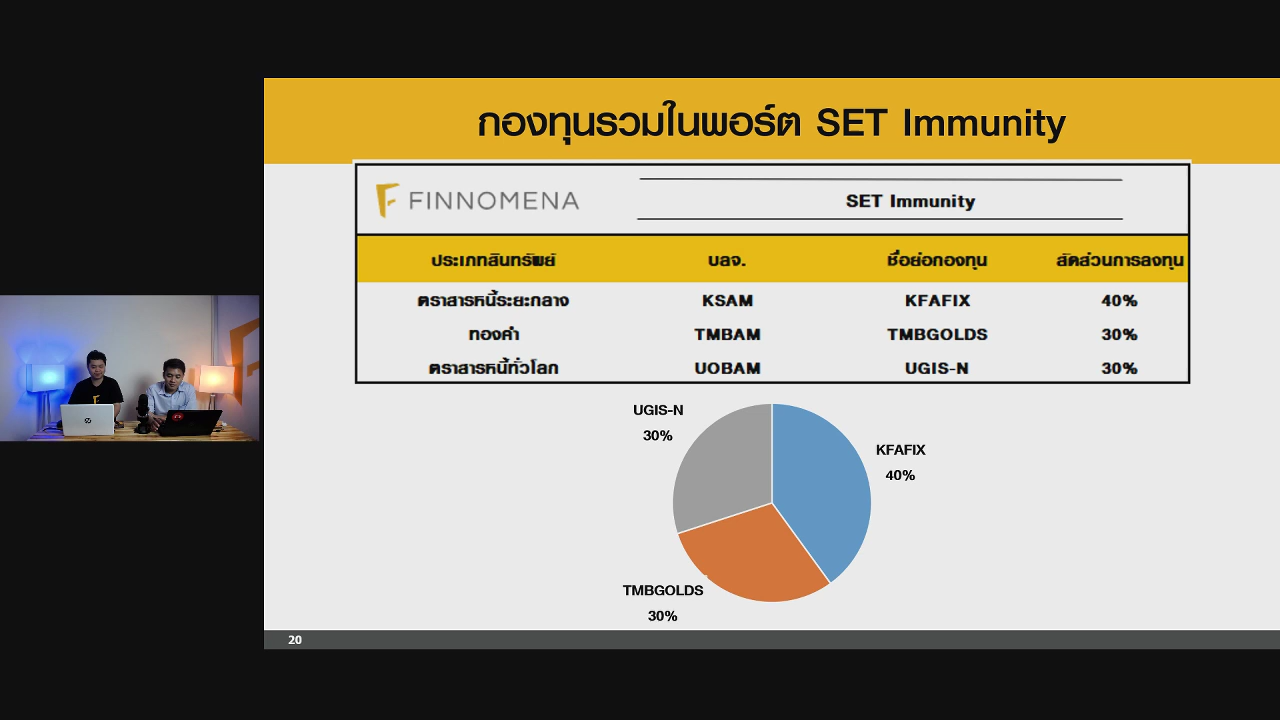 กองทุนรวมในพอร์ต SET Immunity
FINNOMENA
SET Immunity
ประเภทสินทรัพย์ บลจ. ชื่อย่อกองทุน สัดส่วนการลงทุน
ตราสารหนี้ระยะกลาง KSAM KFAFIX 40%
ทองคำ TMBAM TMBGOLDS 30%
ตราสารหนี้ทั่วโลก UOBAM UGIS-N 30%
UGIS-N
30%
KFAFIX
40%
TMBGOLDS
30%
20